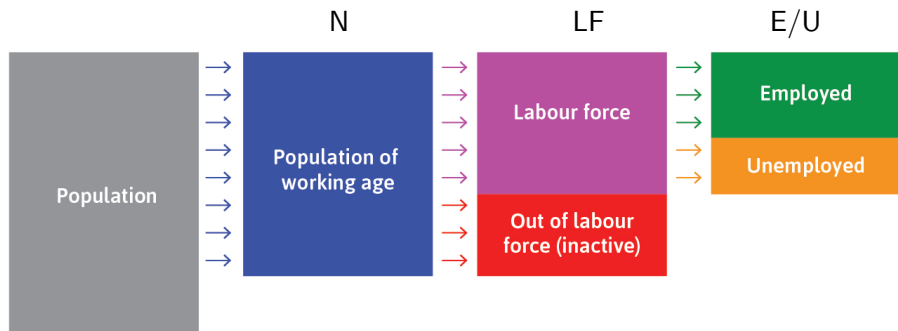 N
LF
E/U
Population
Population of
working age
Labour force
Out of labour
force (inactive)
Employed
Unemployed